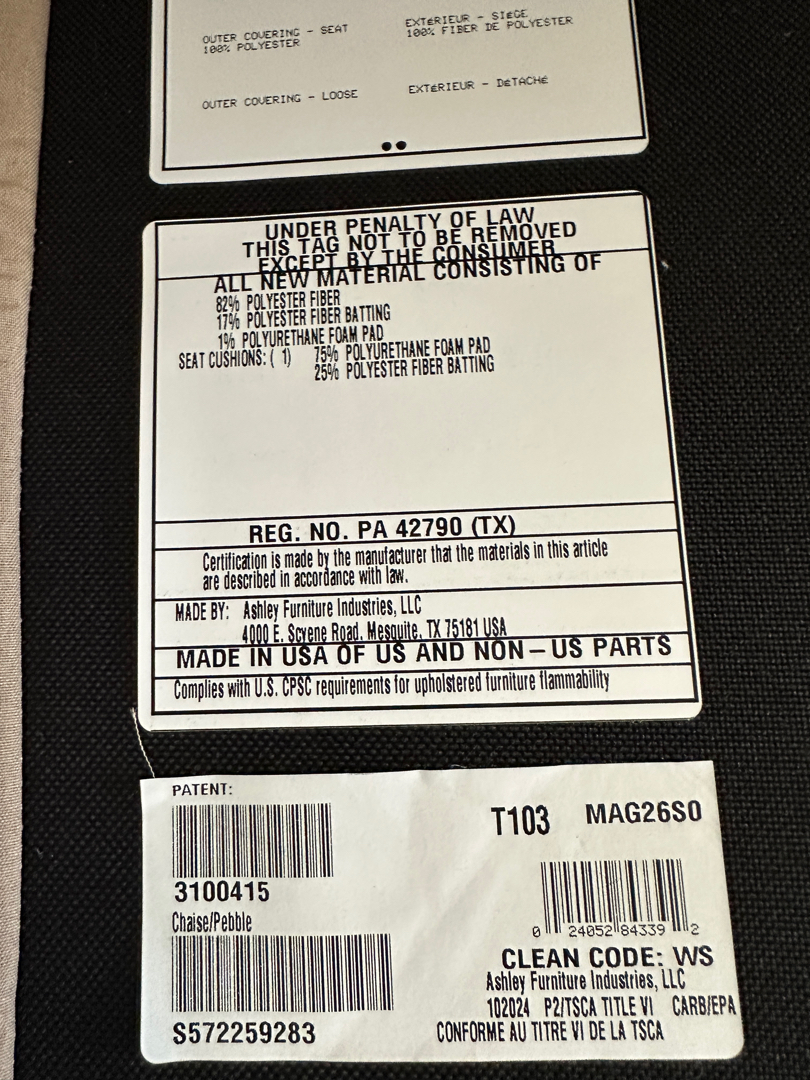 OUTER COVERING - SEAT
100% POLYESTER
EXTÉRIEUR - SIÉGE
100% FIBER DE POLYESTER
OUTER COVERING - LOOSE
EXTÉRIEUR - DÉTACHÉ
UNDER PENALTY OF LAW
THIS TAG NOT TO BE REMOVED
EXCEPT BY THE CONSUMER
ALL NEW MATERIAL CONSISTING OF
82% POLYESTER FIBER
17% POLYESTER FIBER BATTING
1% POLYURETHANE FOAM PAD
SEAT CUSHIONS: ( 1) 75% POLYURETHANE FOAM PAD
25% POLYESTER FIBER BATTING
REG. NO. PA 42790 (TX)
Certification is made by the manufacturer that the materials in this article
are described in accordance with law.
MADE BY: Ashley Furniture Industries, LLC
4000 E. Scyene Road, Mesquite, TX 75181 USA
MADE IN USA OF US AND NON-US PARTS
Complies with U.S. CPSC requirements for upholstered furniture flammability
PATENT:
3100415
Chaise/Pebble
S572259283
T103 MAG26S0
0 24052 84339 2
CLEAN CODE: WS
Ashley Furniture Industries, LLC
102024 P2/TSCA TITLE VI CARB/EPA
CONFORME AU TITRE VI DE LA TSCA